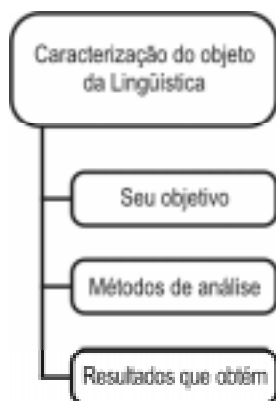 Caracterização do objeto
da Lingüística
Seu objetivo
Métodos de análise
Resultados que obtém